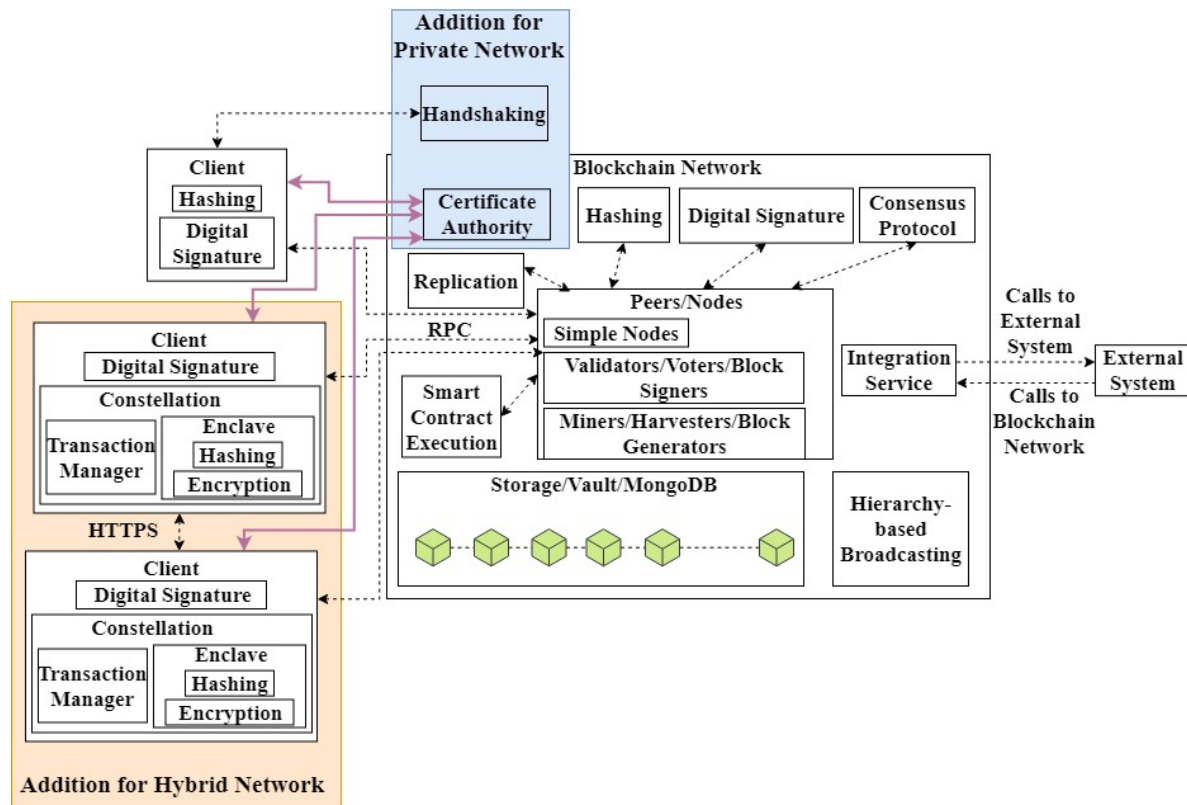 Addition for
Private Network
Handshaking
Certificate
Authority
Client
Hashing
Digital
Signature
Blockchain Network
Hashing
Digital Signature
Consensus
Protocol
Replication
Peers/Nodes
Simple Nodes
Validators/Voters/Block
Signers
Miners/Harvesters/Block
Generators
RPC
Smart
Contract
Execution
Integration
Service
Calls to
External
System
External
System
Calls to
Blockchain
Network
Storage/Vault/MongoDB
Hierarchy-
based
Broadcasting
Client
Digital Signature
Constellation
Transaction
Manager
Enclave
Hashing
Encryption
HTTPS
Client
Digital Signature
Constellation
Transaction
Manager
Enclave
Hashing
Encryption
Addition for Hybrid Network